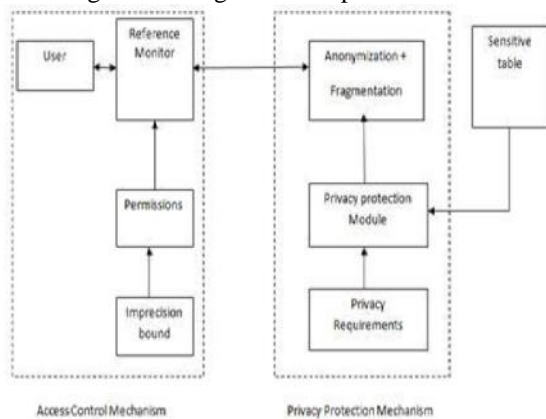 User
Reference
Monitor
Anonymization +
Fragmentation
Sensitive
table
Permissions
Privacy protection
Module
Imprecision
bound
Privacy
Requirements
Access Control Mechanism
Privacy Protection Mechanism